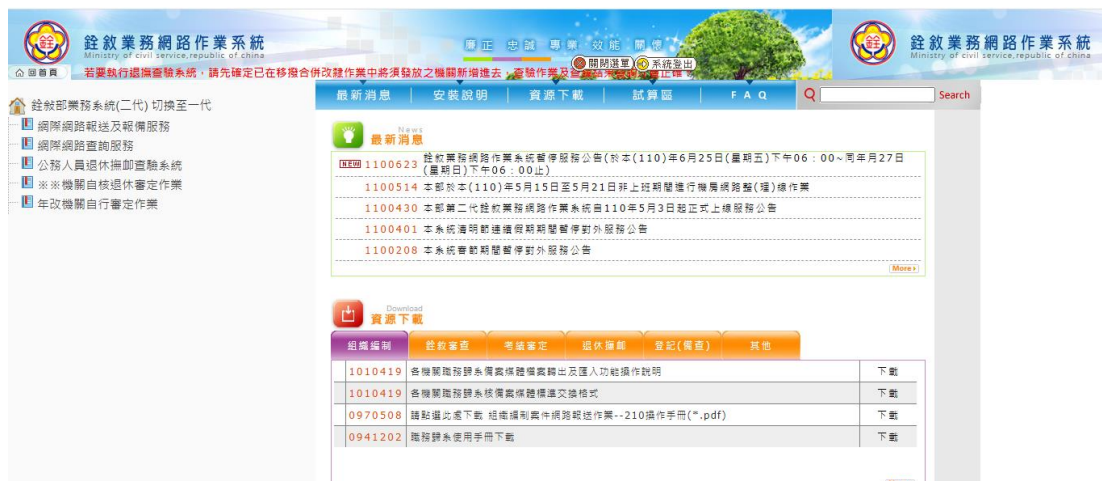 銓敘業務網路作業系統
Ministry of civil service,republic of china
廉正 忠誠 專業 效能 關懷
關閉選單
系統登出
銓敘業務網路作業系統
Ministry of civil service,republic of china
回首頁
若要執行退撫查驗系統，請先確定已在移撥合併改隸作業中將須發放之機關新增進去，查驗作業及
最新消息
安裝說明
資源下載
試算區
F A Q
Search
銓敘部業務系統(二代) 切換至一代
網際網路報送及報備服務
網際網路查詢服務
公務人員退休撫卹查驗系統
※※機關自核退休審定作業
年改機關自行審定作業
News
最新消息
NEW 1100623 銓敘業務網路作業系統暫停服務公告(於本(110)年6月25日(星期五)下午06：00~同年月27日
(星期日)下午06：00止)
1100514 本部於本(110)年5月15日至5月21日非上班期間進行機房網路整(理)線作業
1100430 本部第二代銓敘業務網路作業系統自110年5月3日起正式上線服務公告
1100401 本系統清明節連續假期期間暫停對外服務公告
1100208 本系統春節期間暫停對外服務公告
More
Download
資源下載
組織編制
銓敘審查
考績審定
退休撫卹
登記(備查)
其他
1010419 各機關職務歸系備案媒體檔案轉出及匯入功能操作說明 下載
1010419 各機關職務歸系核備案媒體標準交換格式 下載
0970508 請點選此處下載 組織編制案件網路報送作業--210操作手冊(*.pdf) 下載
0941202 職務歸系使用手冊下載 下載